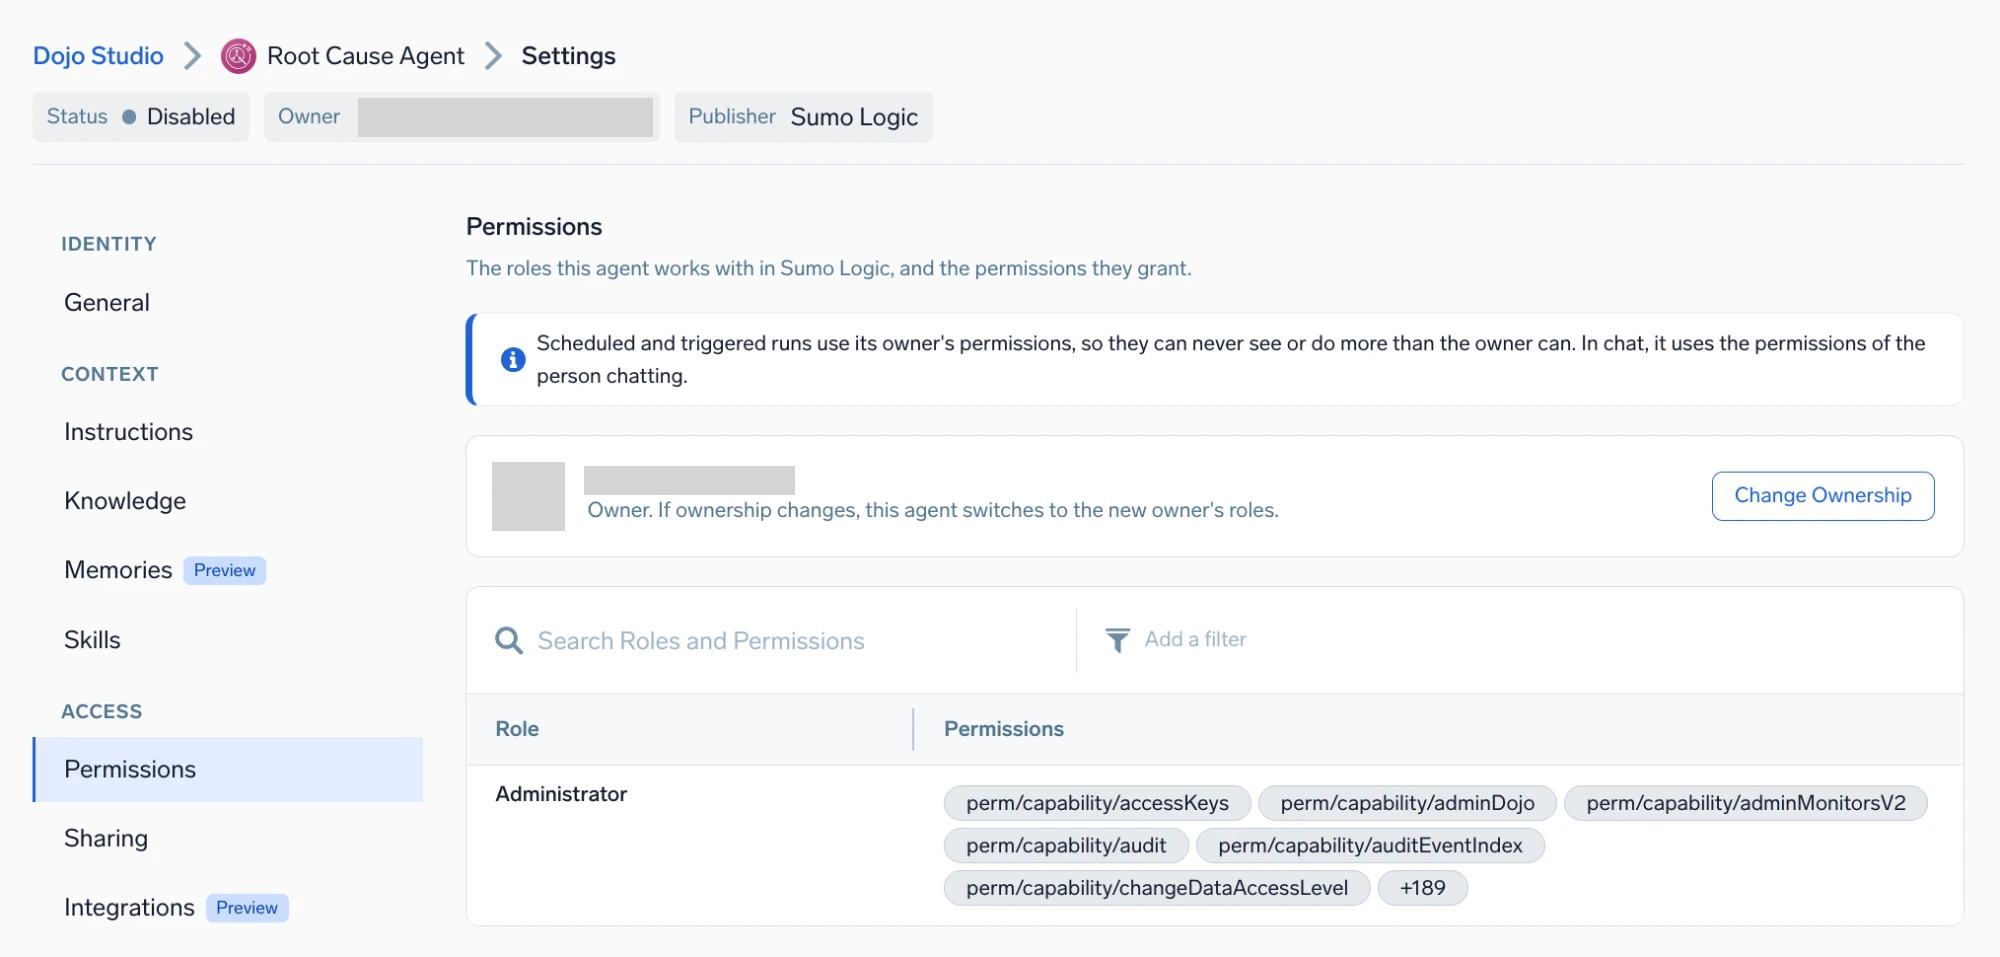 Dojo Studio > Root Cause Agent > Settings
Status Disabled Owner Publisher Sumo Logic
IDENTITY
General
CONTEXT
Instructions
Knowledge
Memories Preview
Skills
ACCESS
Permissions
Sharing
Integrations Preview
Permissions
The roles this agent works with in Sumo Logic, and the permissions they grant.
Scheduled and triggered runs use its owner's permissions, so they can never see or do more than the owner can. In chat, it uses the permissions of the
person chatting.
Owner. If ownership changes, this agent switches to the new owner's roles.
Change Ownership
Search Roles and Permissions Add a filter
Role Permissions
Administrator
perm/capability/accessKeys perm/capability/adminDojo perm/capability/adminMonitorsV2
perm/capability/audit perm/capability/auditEventIndex
perm/capability/changeDataAccessLevel +189